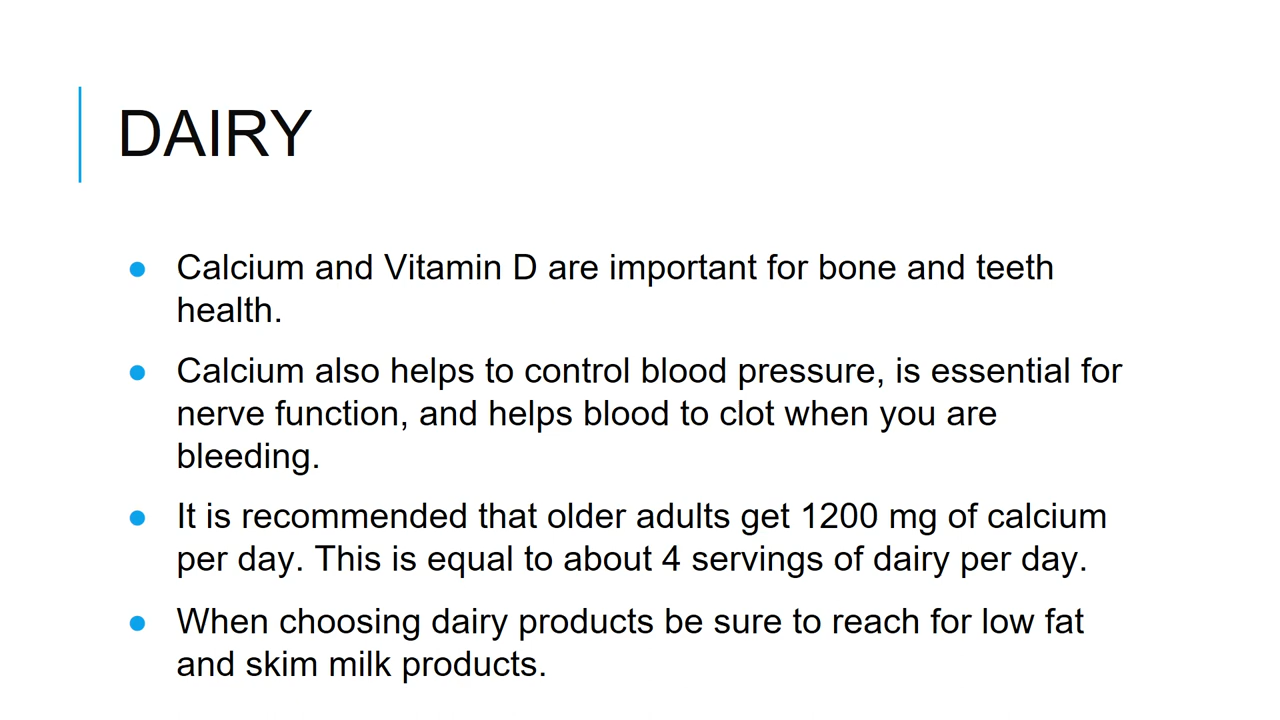 DAIRY
● Calcium and Vitamin D are important for bone and teeth
health.
● Calcium also helps to control blood pressure, is essential for
nerve function, and helps blood to clot when you are
bleeding.
● It is recommended that older adults get 1200 mg of calcium
per day. This is equal to about 4 servings of dairy per day.
● When choosing dairy products be sure to reach for low fat
and skim milk products.